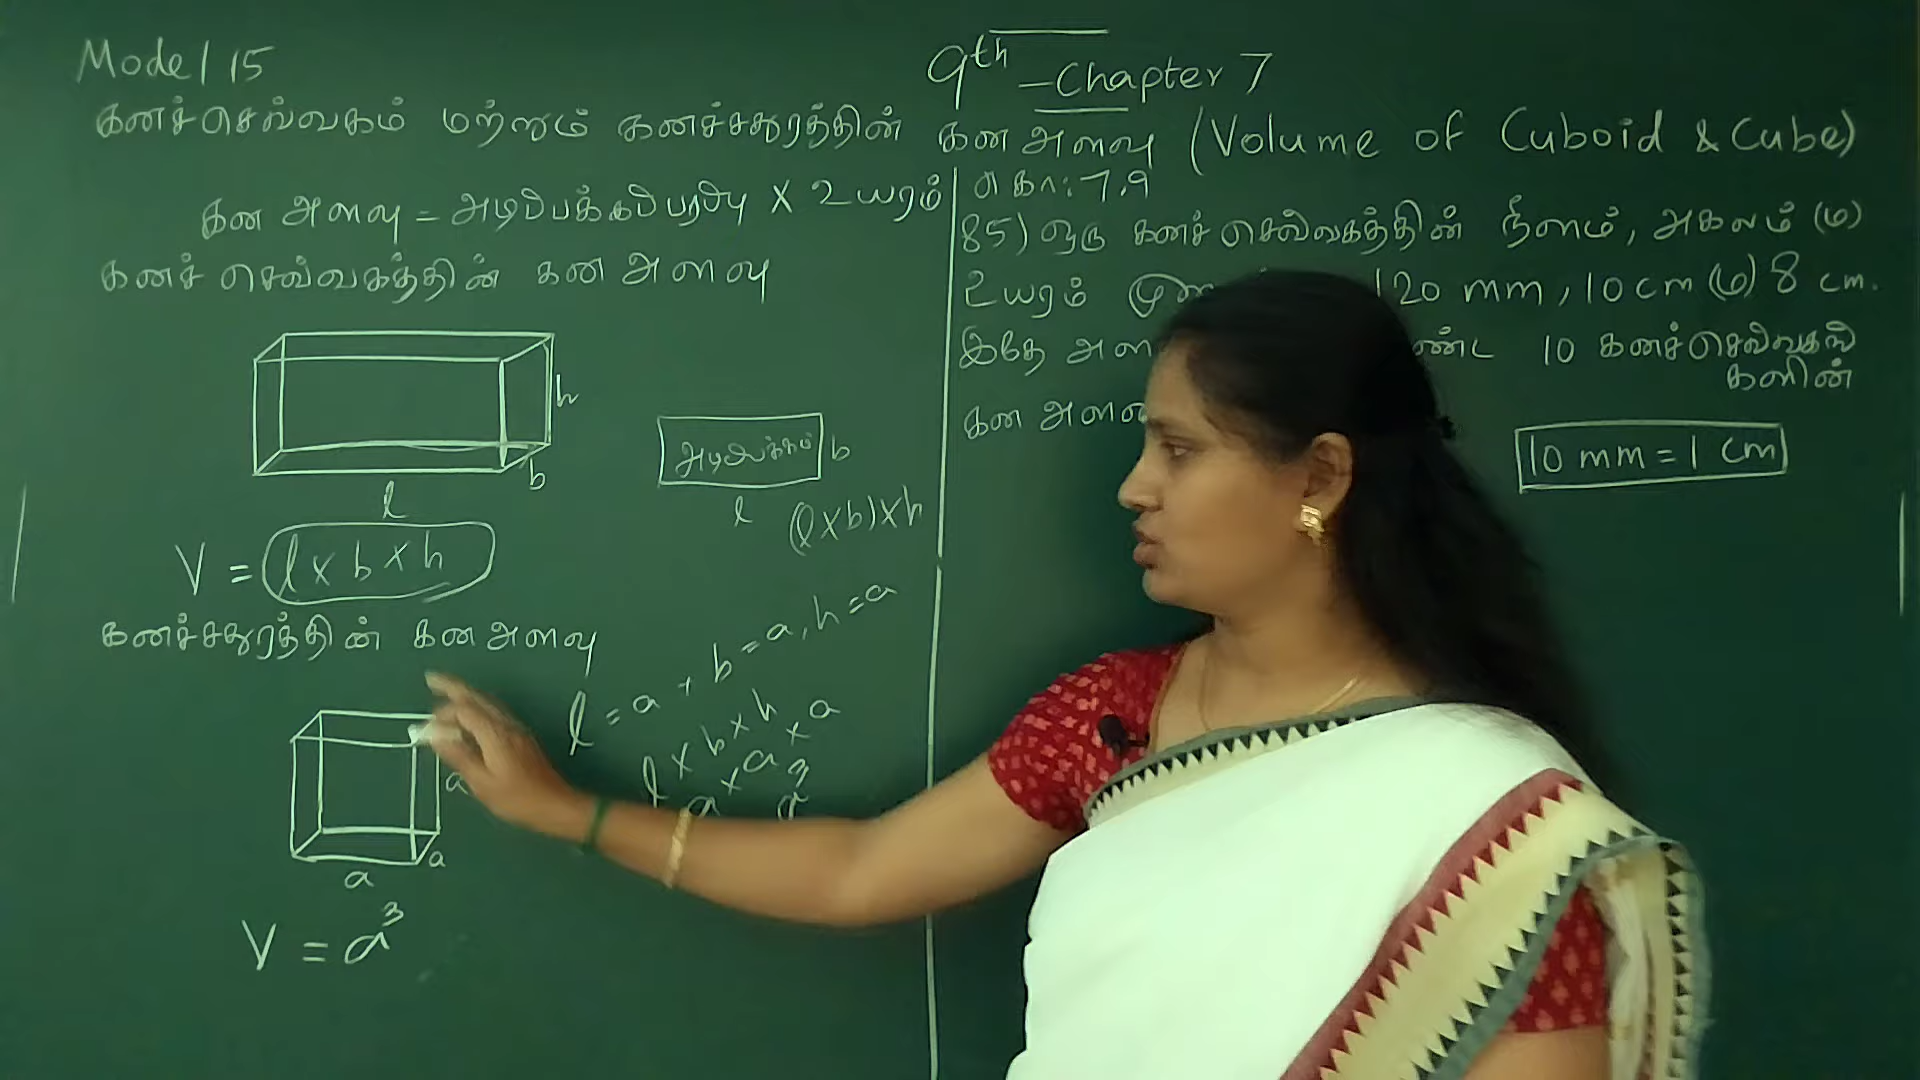 Model 15
9th - Chapter 7
கனச்செவ்வகம் மற்றும் கனச்சதுரத்தின் கன அளவு (Volume of Cuboid & Cube)
கன அளவு = அடிப்பக்கப்பரப்பு X உயரம்
கனச் செவ்வகத்தின் கன அளவு
h
b
l
அடிப்பக்கம்
b
l
(l×b)×h
V = l×b×h
கனச்சதுரத்தின் கன அளவு
l = a, b = a, h = a
l × b × h
a × a × a
a³
a
a
a
V = a³
எ கா: 7.9
85) ஒரு கனச் செவ்வகத்தின் நீளம், அகலம் (ம)
உயரம் 120 mm, 10 cm (ம) 8 cm.
இதே 10 கனச்செவ்வகங்
களின்
கன
10 mm = 1 cm